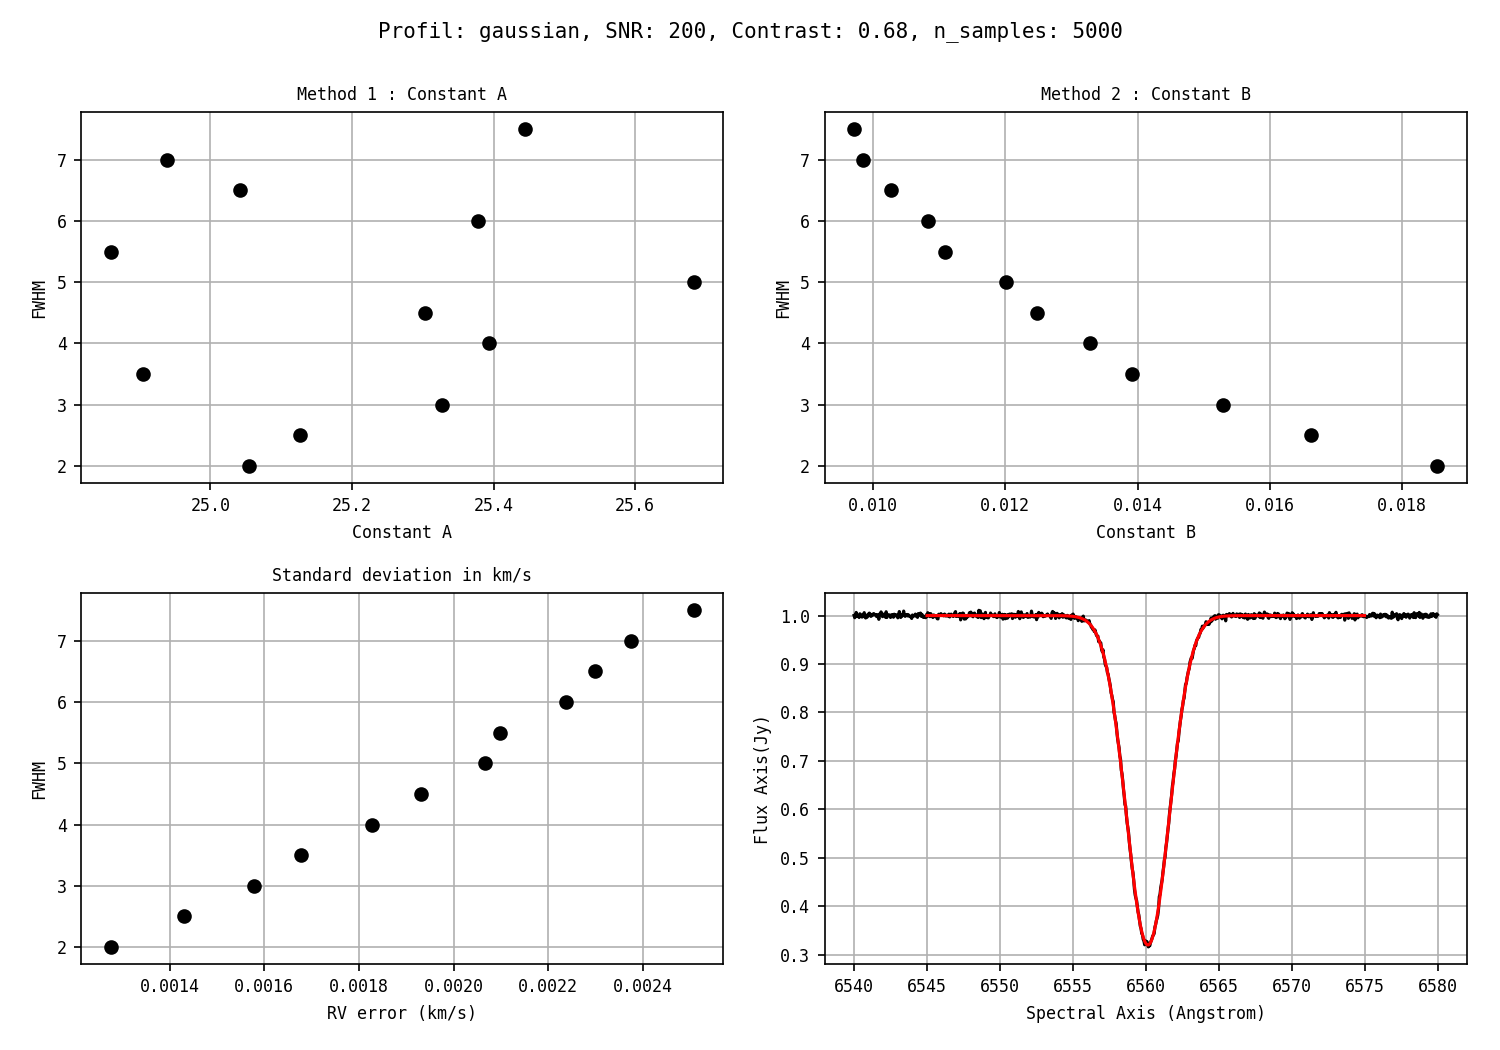 Profil: gaussian, SNR: 200, Contrast: 0.68, n_samples: 5000
Method 1 : Constant A
FWHM
7
6
5
4
3
2
25.0 25.2 25.4 25.6
Constant A
Method 2 : Constant B
FWHM
7
6
5
4
3
2
0.010 0.012 0.014 0.016 0.018
Constant B
Standard deviation in km/s
FWHM
7
6
5
4
3
2
0.0014 0.0016 0.0018 0.0020 0.0022 0.0024
RV error (km/s)
Flux Axis(Jy)
1.0
0.9
0.8
0.7
0.6
0.5
0.4
0.3
6540 6545 6550 6555 6560 6565 6570 6575 6580
Spectral Axis (Angstrom)